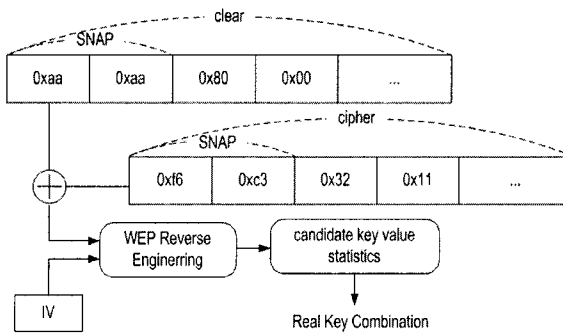 clear
SNAP
0xaa 0xaa 0x80 0x00 ...
cipher
SNAP
0xf6 0xc3 0x32 0x11 ...
WEP Reverse
Enginerring
candidate key value
statistics
IV
Real Key Combination